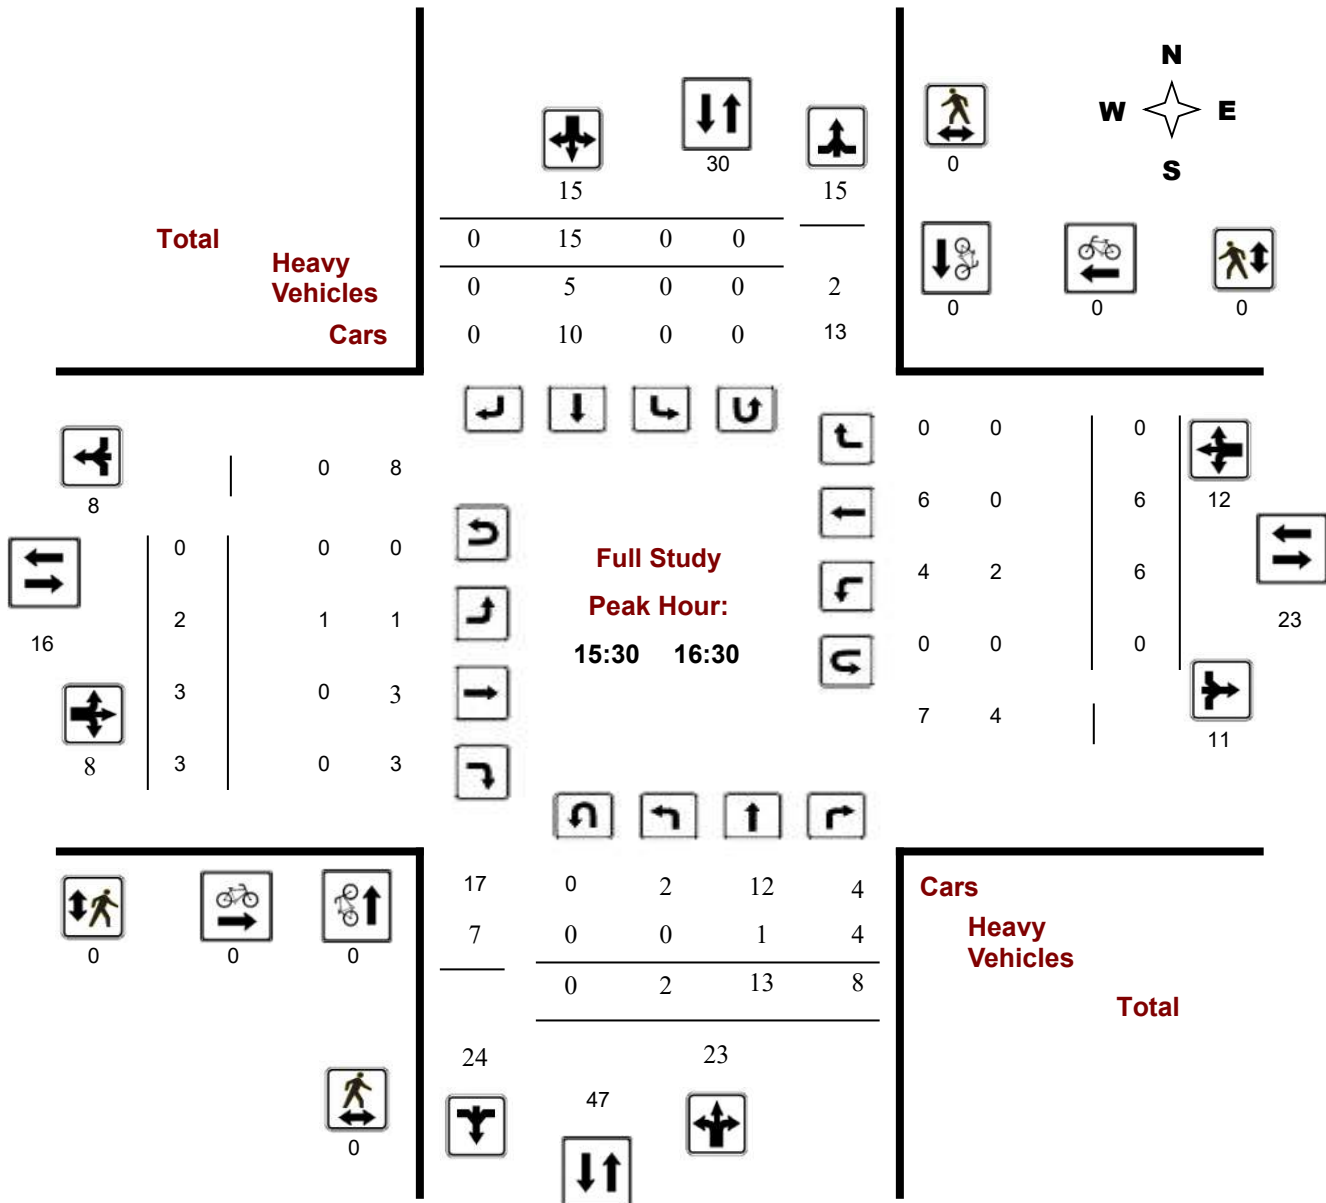 N
W E
S
30
0
15 15
Total 0 15 0 0
Heavy
Vehicles 0 5 0 0 2
Cars 0 10 0 0 13
0 0 0
0 0 0
0 8
8
6 0 6 12
0 0 0
Full Study
4 2 6
2 1 1
Peak Hour:
23
16
15:30 16:30
0 0 0
3 0 3
7 4
11
8 3 0 3
17 0 2 12 4
Cars
7 0 0 1 4
Heavy
Vehicles
0 0 0
0 2 13 8
Total
24 23
47
0